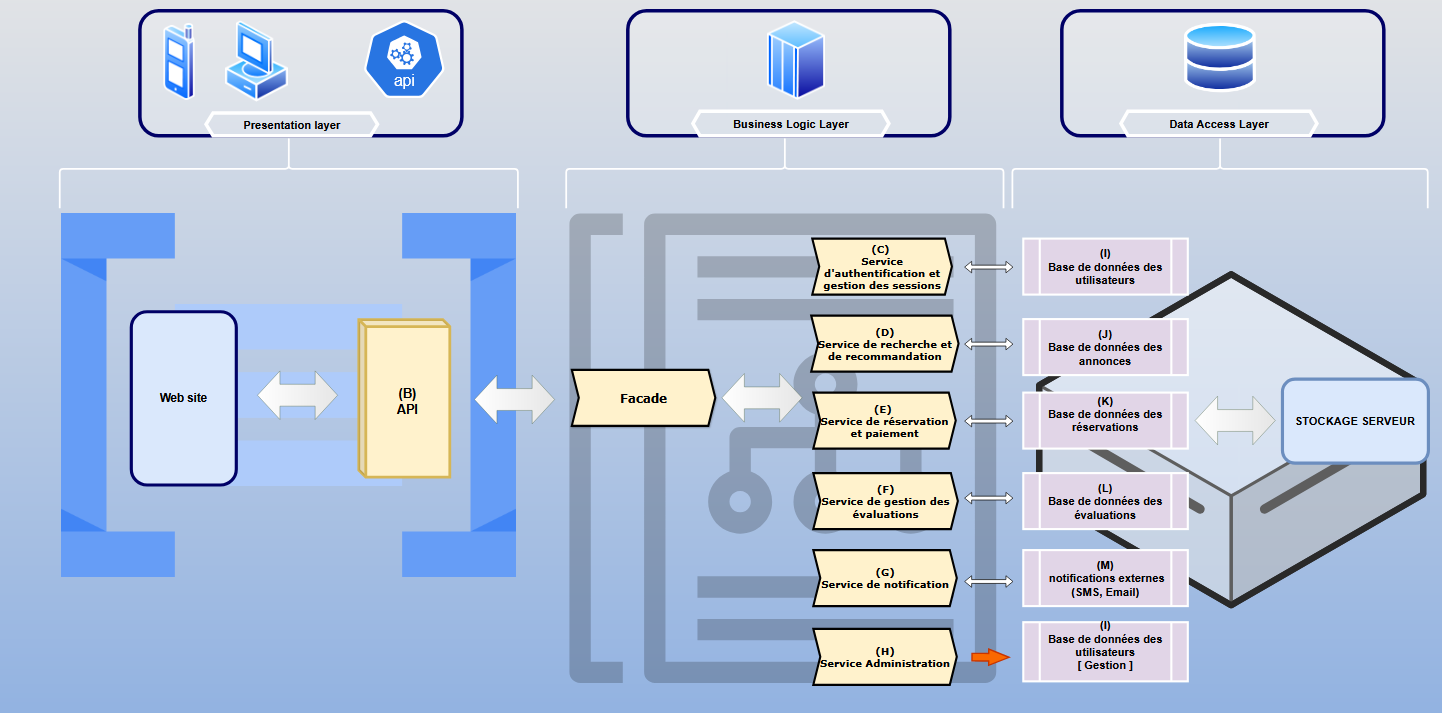 api
Presentation layer
Business Logic Layer
Data Access Layer
Web site
(B)
API
Facade
(C)
Service
d'authentification et
gestion des sessions
(D)
Service de recherche et
de recommandation
(E)
Service de réservation
et paiement
(F)
Service de gestion des
évaluations
(G)
Service de notification
(H)
Service Administration
(I)
Base de données des
utilisateurs
(J)
Base de données des
annonces
(K)
Base de données des
réservations
(L)
Base de données des
évaluations
(M)
notifications externes
(SMS, Email)
(I)
Base de données des
utilisateurs
[ Gestion ]
STOCKAGE SERVEUR